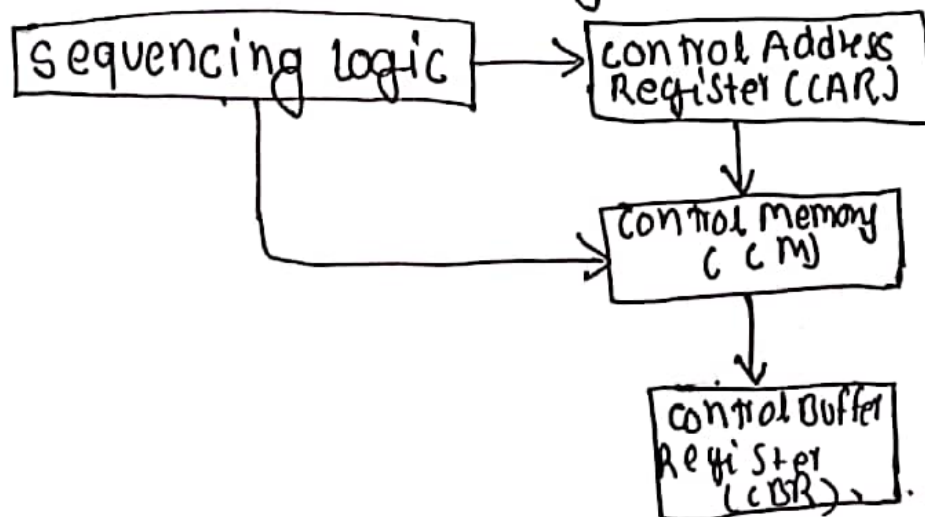 sequencing logic
control Address
Register (CAR)
control memory
( CM)
control Buffer
Register
(CBR).